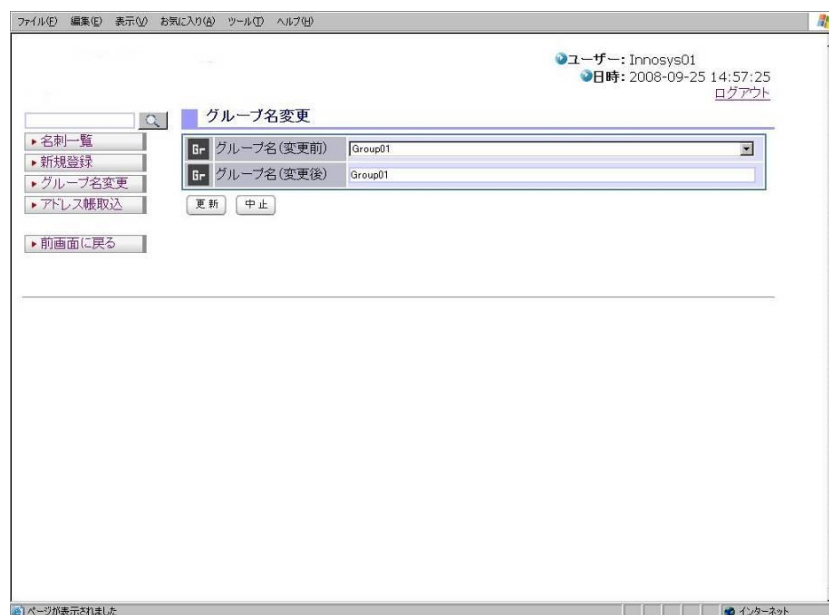 ファイル(F) 編集(E) 表示(V) お気に入り(A) ツール(T) ヘルプ(H)
ユーザー: Innosys01
日時: 2008-09-25 14:57:25
ログアウト
グループ名変更
名刺一覧
新規登録
グループ名変更
アドレス帳取込
前画面に戻る
Gr グループ名(変更前) Group01
Gr グループ名(変更後) Group01
更新 中止
ページが表示されました インターネット